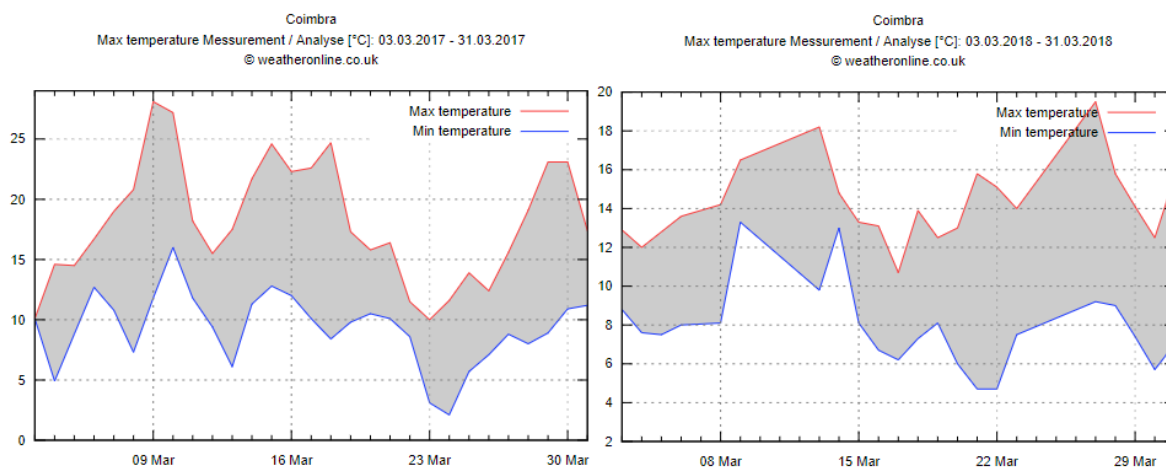 Coimbra
Max temperature Messurement / Analyse [°C]: 03.03.2017 - 31.03.2017
© weatheronline.co.uk
Max temperature
Min temperature
25
20
15
10
5
0
09 Mar
16 Mar
23 Mar
30 Mar
Coimbra
Max temperature Messurement / Analyse [°C]: 03.03.2018 - 31.03.2018
© weatheronline.co.uk
Max temperature
Min temperature
20
18
16
14
12
10
8
6
4
2
08 Mar
15 Mar
22 Mar
29 Mar